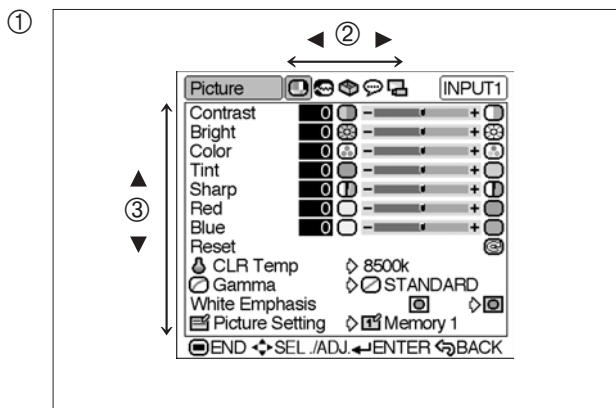 ①
◀ ② ▶
Picture INPUT1
Contrast 0 - +
Bright 0 - +
Color 0 - +
Tint 0 - +
Sharp 0 - +
Red 0 - +
Blue 0 - +
Reset
▲
③
▼
CLR Temp 8500k
Gamma STANDARD
White Emphasis
Picture Setting 1 Memory 1
END SEL./ADJ. ENTER BACK